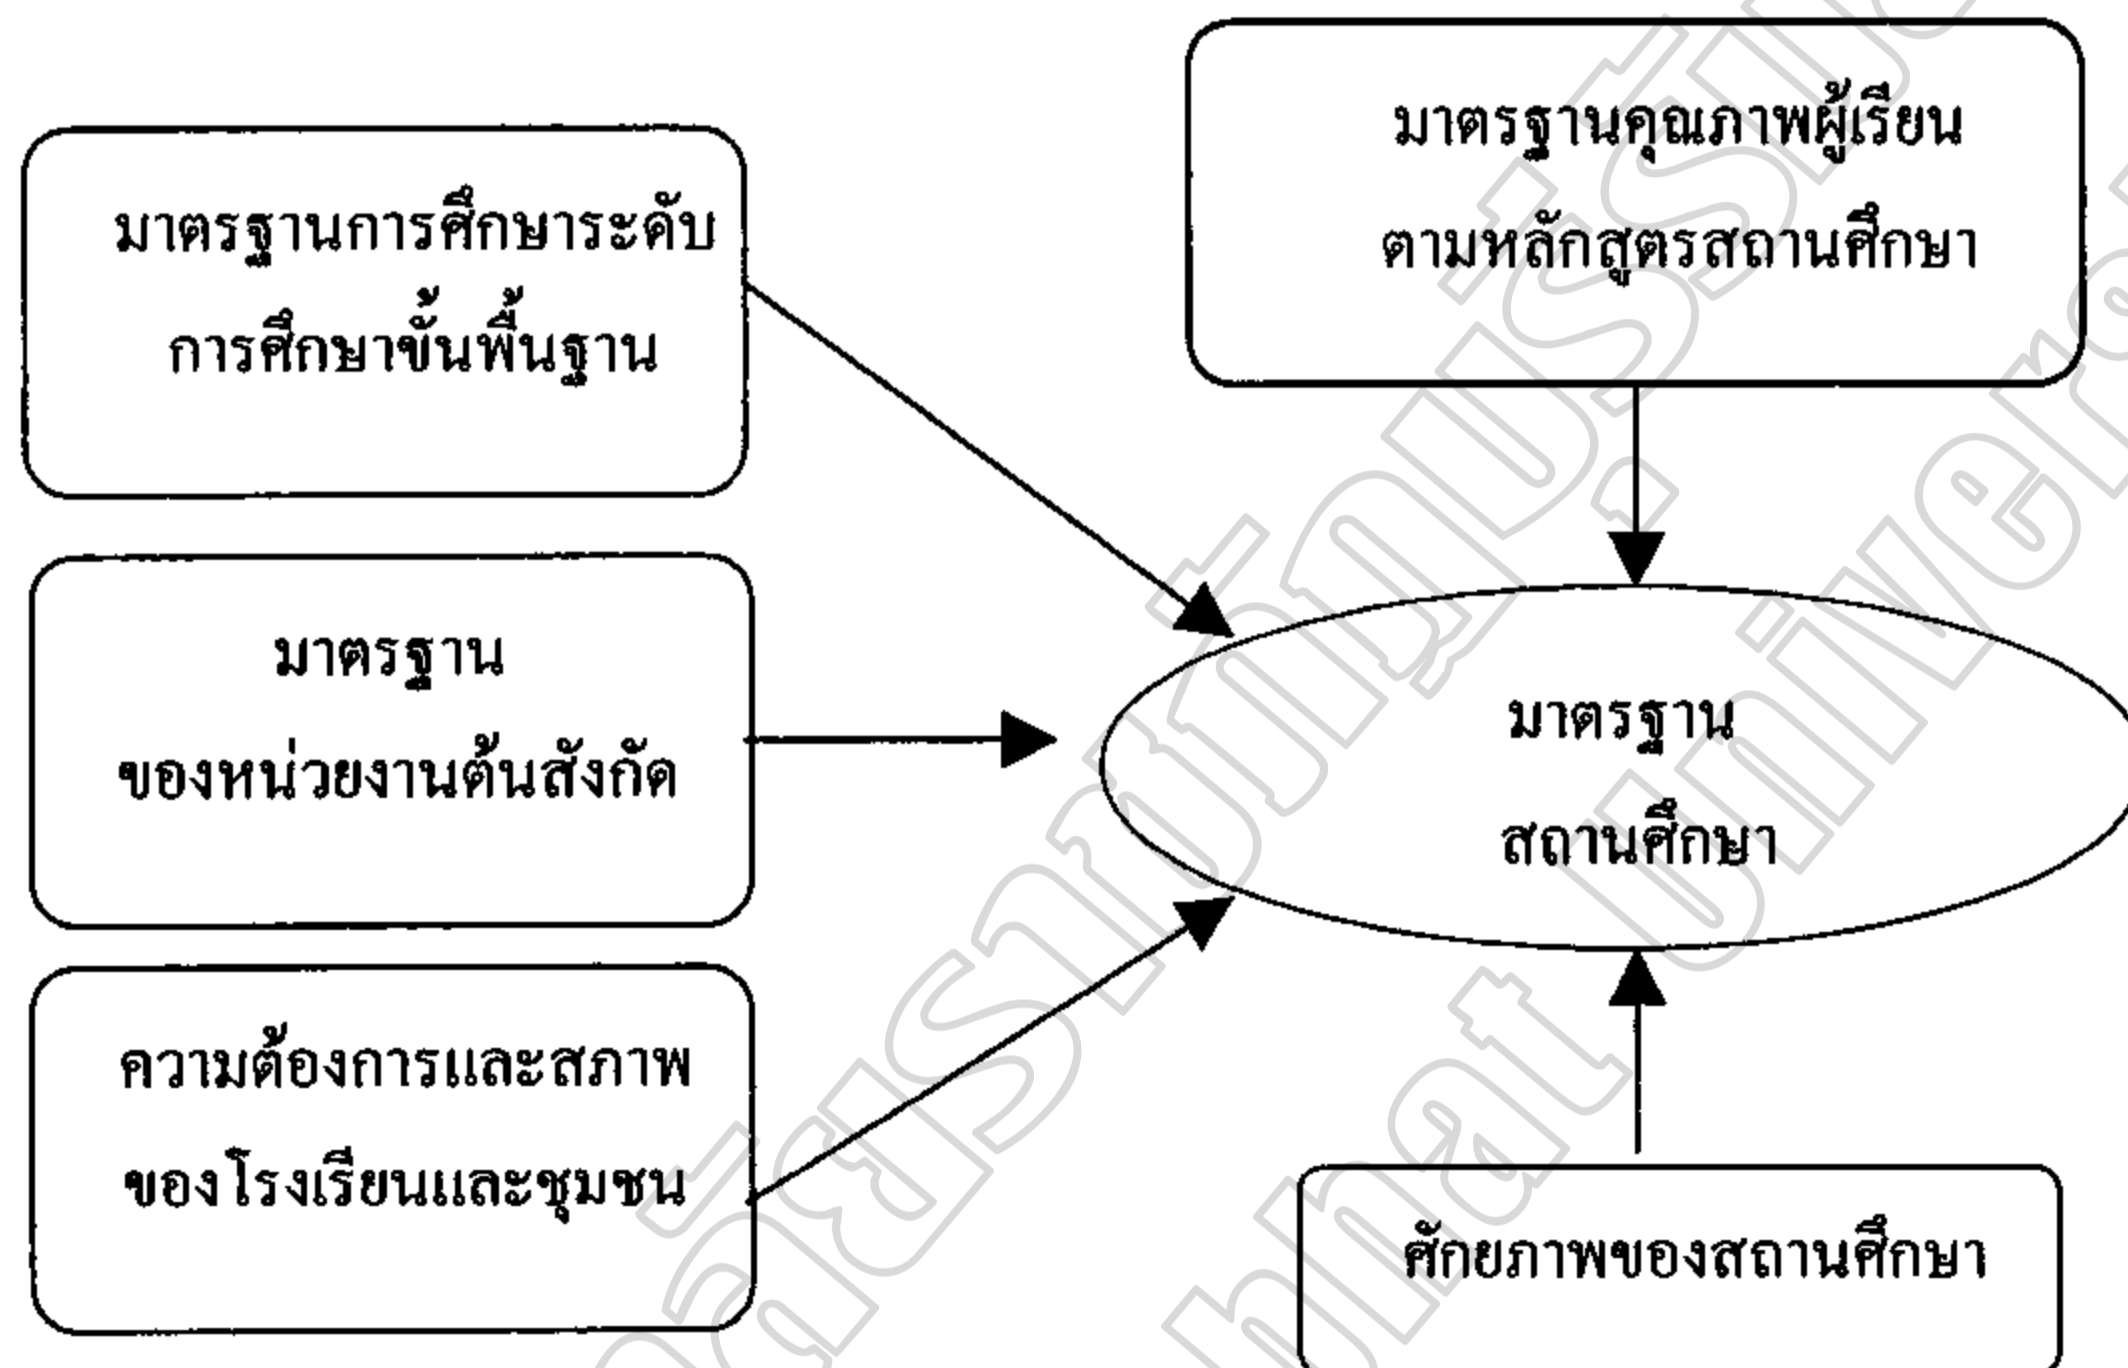 มาตรฐานคุณภาพผู้เรียน
ตามหลักสูตรสถานศึกษา
มาตรฐานการศึกษาระดับ
การศึกษาขั้นพื้นฐาน
มาตรฐาน
ของหน่วยงานต้นสังกัด
มาตรฐาน
สถานศึกษา
ความต้องการและสภาพ
ของโรงเรียนและชุมชน
ศักยภาพของสถานศึกษา